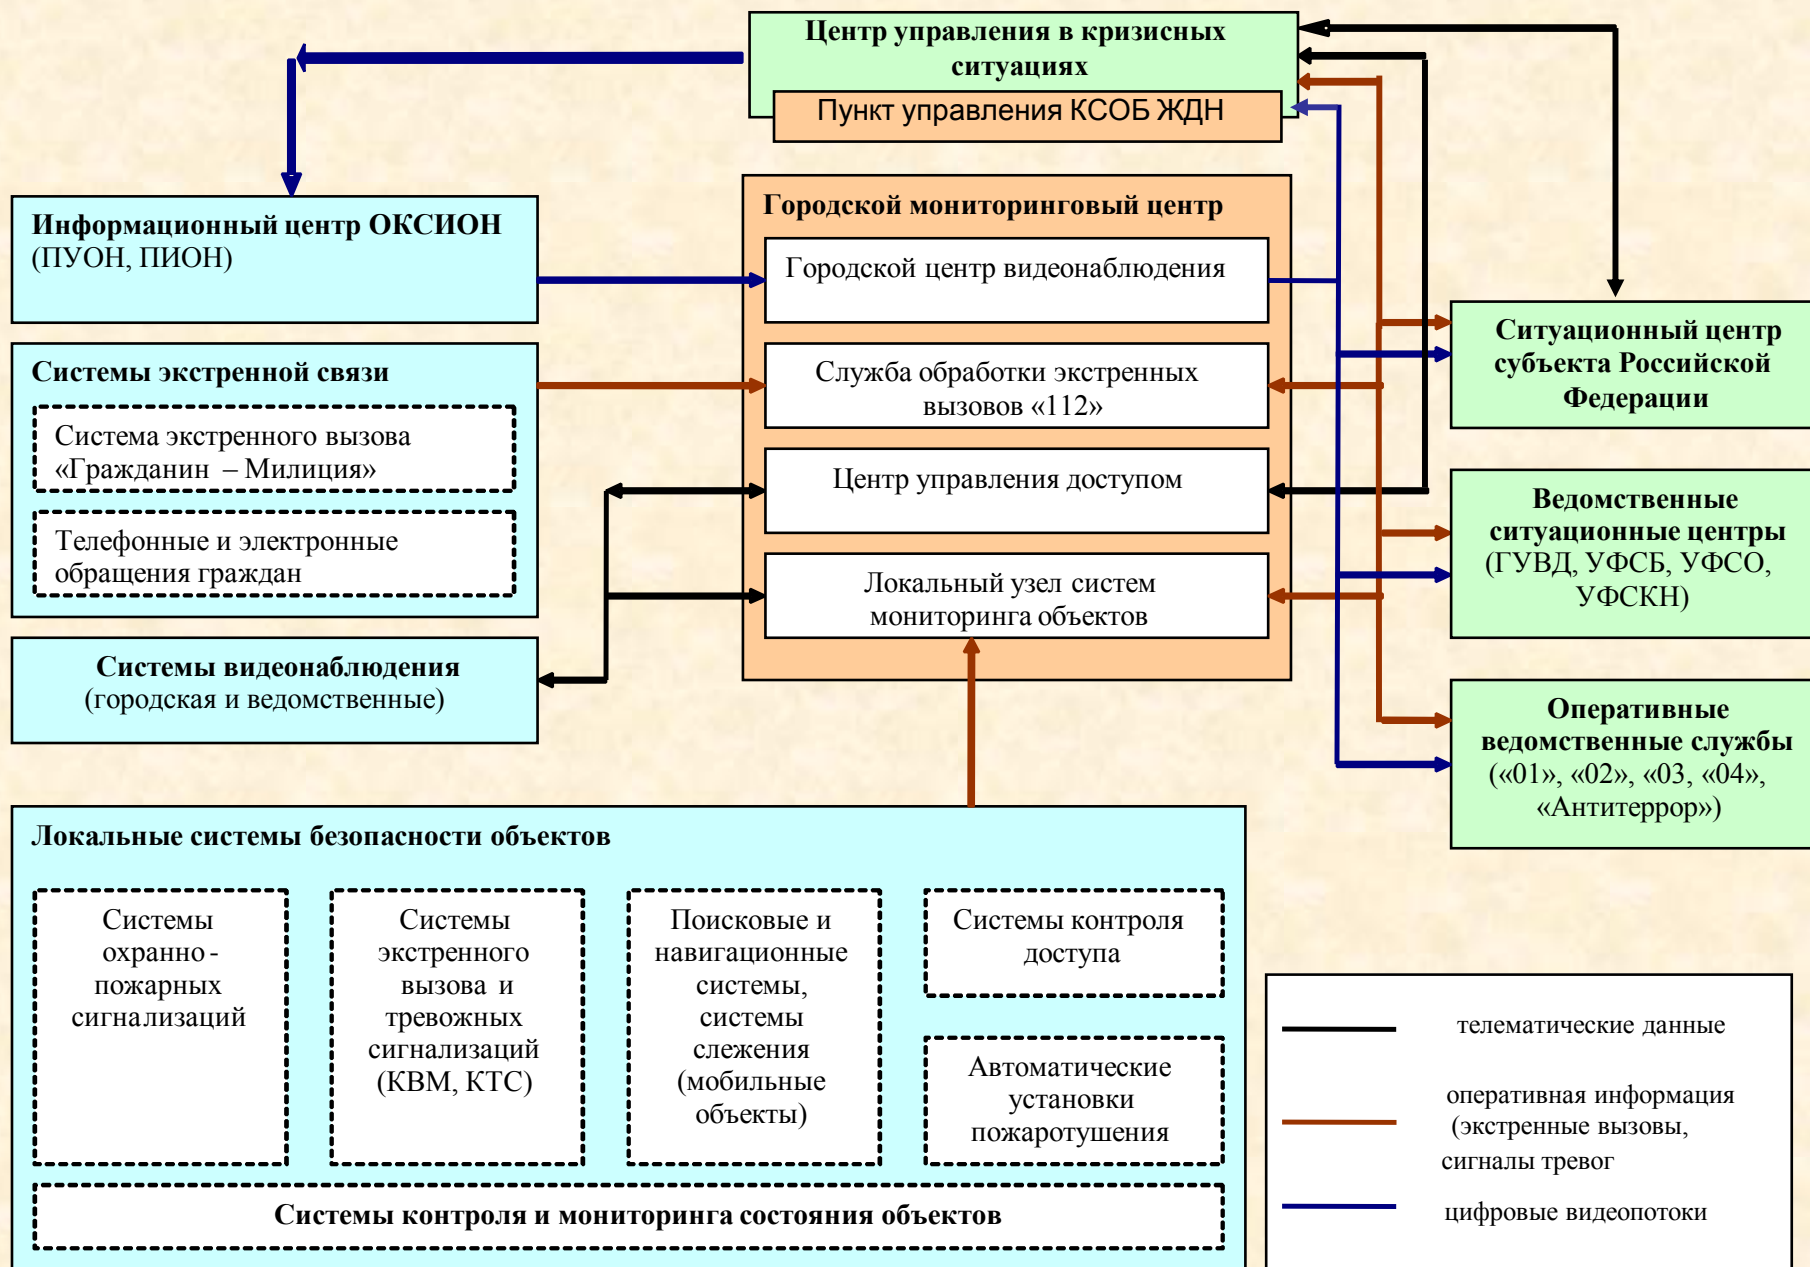 Центр управления в кризисных
ситуациях
Пункт управления КСОБ ЖДН
Информационный центр ОКСИОН
(ПУОН, ПИОН)
Системы экстренной связи
Система экстренного вызова
«Гражданин – Милиция»
Телефонные и электронные
обращения граждан
Системы видеонаблюдения
(городская и ведомственные)
Городской мониторинговый центр
Городской центр видеонаблюдения
Служба обработки экстренных
вызовов «112»
Центр управления доступом
Локальный узел систем
мониторинга объектов
Ситуационный центр
субъекта Российской
Федерации
Ведомственные
ситуационные центры
(ГУВД, УФСБ, УФСО,
УФСКН)
Оперативные
ведомственные службы
(«01», «02», «03, «04»,
«Антитеррор»)
Локальные системы безопасности объектов
Системы
охранно -
пожарных
сигнализаций
Системы
экстренного
вызова и
тревожных
сигнализаций
(КВМ, КТС)
Поисковые и
навигационные
системы,
системы
слежения
(мобильные
объекты)
Системы контроля
доступа
Автоматические
установки
пожаротушения
Системы контроля и мониторинга состояния объектов
телематические данные
оперативная информация
(экстренные вызовы,
сигналы тревог
цифровые видеопотоки